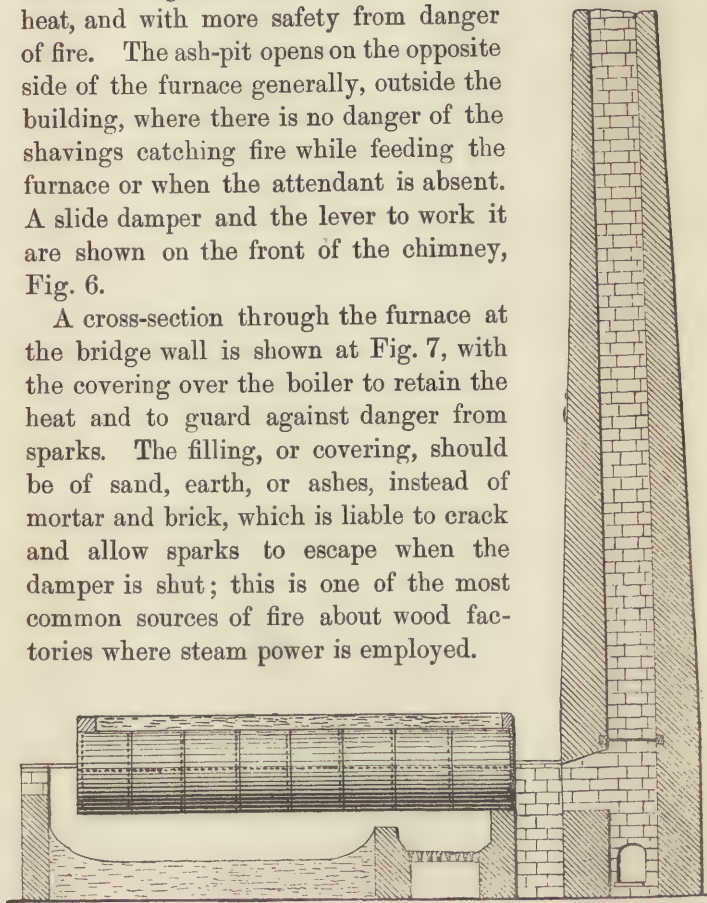 heat, and with more safety from danger
of fire. The ash-pit opens on the opposite
side of the furnace generally, outside the
building, where there is no danger of the
shavings catching fire while feeding the
furnace or when the attendant is absent.
A slide damper and the lever to work it
are shown on the front of the chimney,
Fig. 6.
A cross-section through the furnace at
the bridge wall is shown at Fig. 7, with
the covering over the boiler to retain the
heat and to guard against danger from
sparks. The filling, or covering, should
be of sand, earth, or ashes, instead of
mortar and brick, which is liable to crack
and allow sparks to escape when the
damper is shut; this is one of the most
common sources of fire about wood fac-
tories where steam power is employed.